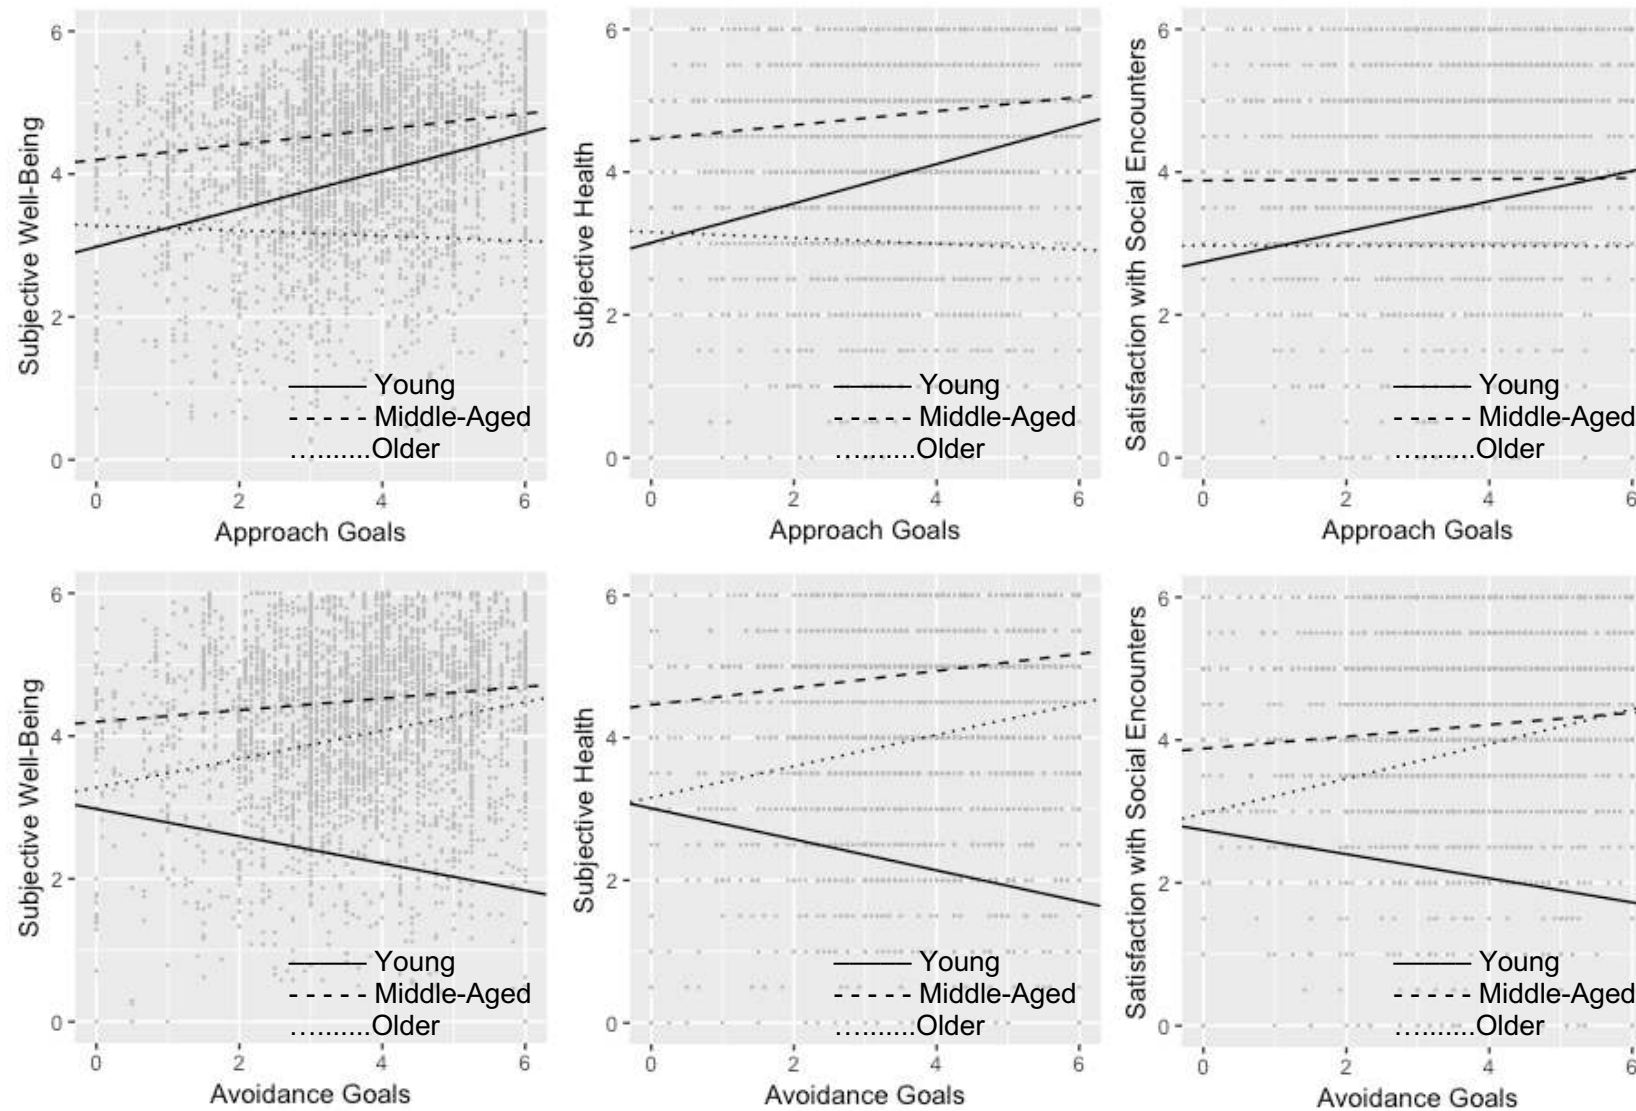 Subjective Well-Being
6
4
2
0
Young
Middle-Aged
Older
0 2 4 6
Approach Goals
Subjective Health
6
4
2
0
Young
Middle-Aged
Older
0 2 4 6
Approach Goals
Satisfaction with Social Encounters
6
4
2
0
Young
Middle-Aged
Older
0 2 4 6
Approach Goals
Subjective Well-Being
6
4
2
0
Young
Middle-Aged
Older
0 2 4 6
Avoidance Goals
Subjective Health
6
4
2
0
Young
Middle-Aged
Older
0 2 4 6
Avoidance Goals
Satisfaction with Social Encounters
6
4
2
0
Young
Middle-Aged
Older
0 2 4 6
Avoidance Goals